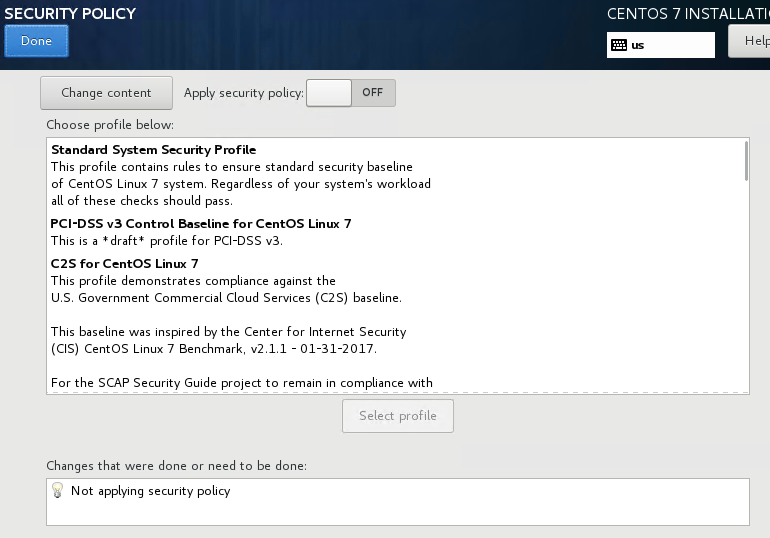 SECURITY POLICY
CENTOS 7 INSTALLATI
Done
us
Help
Change content
Apply security policy:
OFF
Choose profile below:
Standard System Security Profile
This profile contains rules to ensure standard security baseline
of CentOS Linux 7 system. Regardless of your system's workload
all of these checks should pass.
PCI-DSS v3 Control Baseline for CentOS Linux 7
This is a *draft* profile for PCI-DSS v3.
C2S for CentOS Linux 7
This profile demonstrates compliance against the
U.S. Government Commercial Cloud Services (C2S) baseline.
This baseline was inspired by the Center for Internet Security
(CIS) CentOS Linux 7 Benchmark, v2.1.1 - 01-31-2017.
For the SCAP Security Guide project to remain in compliance with
Select profile
Changes that were done or need to be done:
Not applying security policy